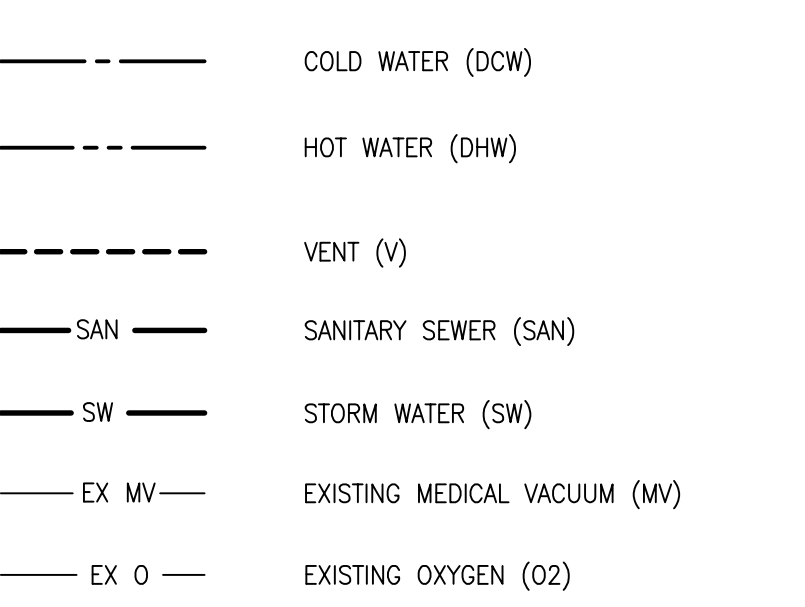 COLD WATER (DCW)
HOT WATER (DHW)
VENT (V)
SAN SANITARY SEWER (SAN)
SW STORM WATER (SW)
EX MV EXISTING MEDICAL VACUUM (MV)
EX O EXISTING OXYGEN (O2)